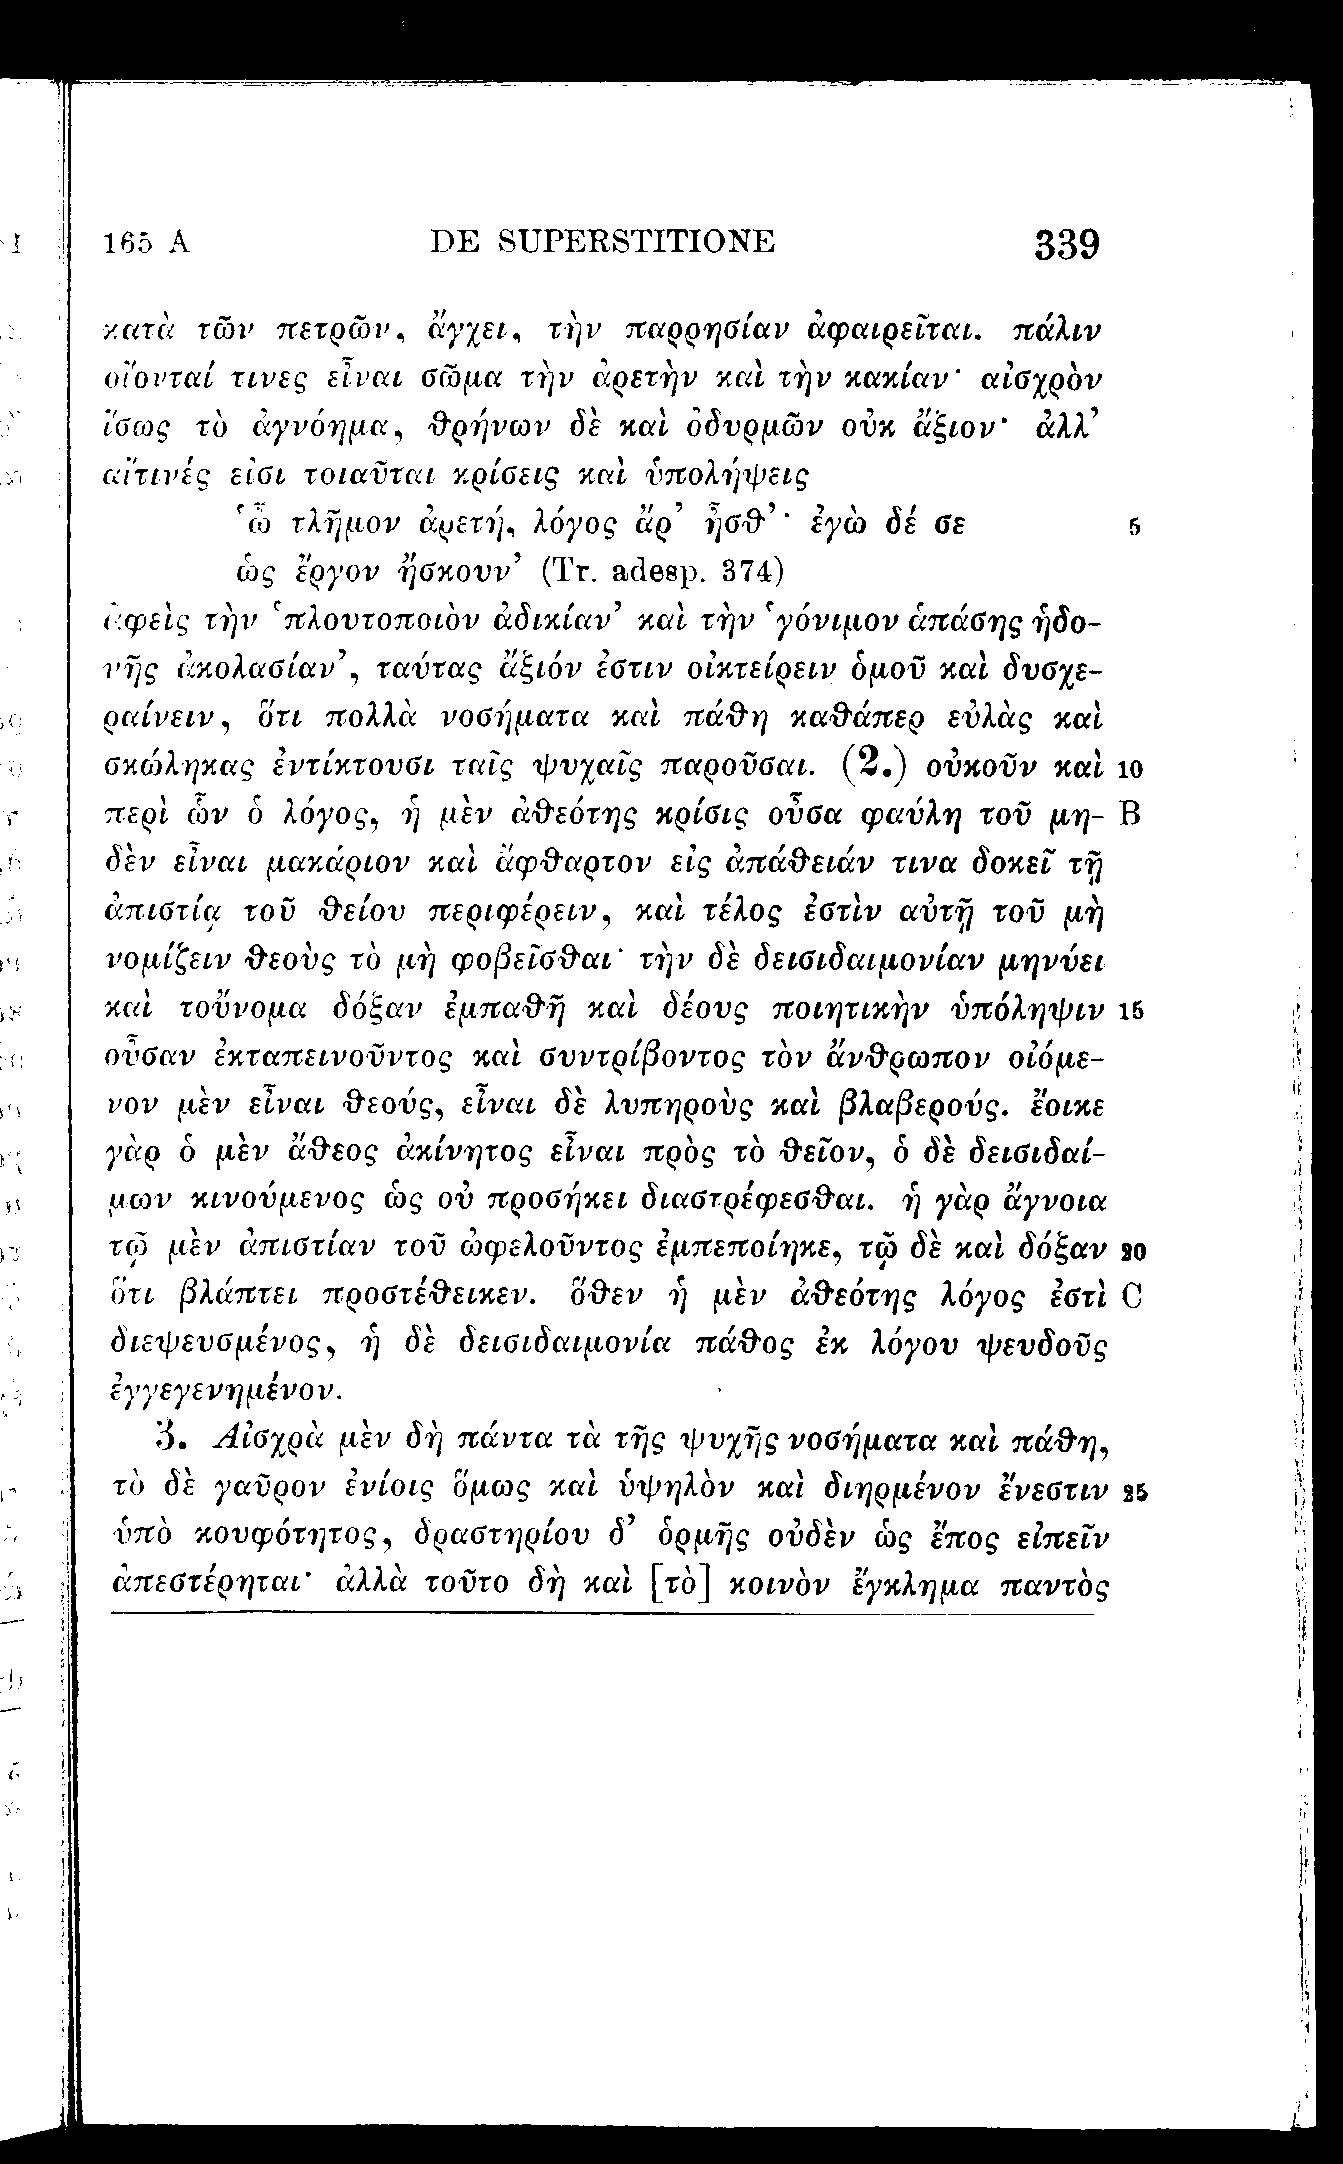 165 A DE SUPERSTITIONE 339
κατὰ τῶν πετρῶν, ἄγχει, τὴν παρρησίαν ἀφαιρεῖται. πάλιν
οἴονταί τινες εἶναι σῶμα τὴν ἀρετὴν καὶ τὴν κακίαν· αἰσχρὸν
ἴσως τὸ ἀγνόημα, θρήνων δὲ καὶ ὀδυρμῶν οὐκ ἄξιον· ἀλλ’
αἵτινές εἰσι τοιαῦται κρίσεις καὶ ὑπολήψεις
‘ὦ τλῆμον ἀρετή, λόγος ἄρ’ ἦσθ’· ἐγὼ δέ σε 5
ὡς ἔργον ἤσκουν’ (Tr. adesp. 374)
ἀφεὶς τὴν ‘πλουτοποιὸν ἀδικίαν’ καὶ τὴν ‘γόνιμον ἁπάσης ἡδο-
νῆς ἀκολασίαν’, ταύτας ἄξιόν ἐστιν οἰκτείρειν ὁμοῦ καὶ δυσχε-
ραίνειν, ὅτι πολλὰ νοσήματα καὶ πάθη καθάπερ εὐλὰς καὶ
σκώληκας ἐντίκτουσι ταῖς ψυχαῖς παροῦσαι. (2.) οὐκοῦν καὶ 10
περὶ ὧν ὁ λόγος, ἡ μὲν ἀθεότης κρίσις οὖσα φαύλη τοῦ μη- B
δὲν εἶναι μακάριον καὶ ἄφθαρτον εἰς ἀπάθειάν τινα δοκεῖ τῇ
ἀπιστίᾳ τοῦ θείου περιφέρειν, καὶ τέλος ἐστὶν αὐτῇ τοῦ μὴ
νομίζειν θεοὺς τὸ μὴ φοβεῖσθαι· τὴν δὲ δεισιδαιμονίαν μηνύει
καὶ τοὔνομα δόξαν ἐμπαθῆ καὶ δέους ποιητικὴν ὑπόληψιν 15
οὖσαν ἐκταπεινοῦντος καὶ συντρίβοντος τὸν ἄνθρωπον οἰόμε-
νον μὲν εἶναι θεούς, εἶναι δὲ λυπηροὺς καὶ βλαβερούς. ἔοικε
γὰρ ὁ μὲν ἄθεος ἀκίνητος εἶναι πρὸς τὸ θεῖον, ὁ δὲ δεισιδαί-
μων κινούμενος ὡς οὐ προσήκει διαστρέφεσθαι. ἡ γὰρ ἄγνοια
τῷ μὲν ἀπιστίαν τοῦ ὠφελοῦντος ἐμπεποίηκε, τῷ δὲ καὶ δόξαν 20
ὅτι βλάπτει προστέθεικεν. ὅθεν ἡ μὲν ἀθεότης λόγος ἐστὶ C
διεψευσμένος, ἡ δὲ δεισιδαιμονία πάθος ἐκ λόγου ψευδοῦς
ἐγγεγενημένον.
3. Αἰσχρὰ μὲν δὴ πάντα τὰ τῆς ψυχῆς νοσήματα καὶ πάθη,
τὸ δὲ γαῦρον ἐνίοις ὅμως καὶ ὑψηλὸν καὶ διηρμένον ἔνεστιν 25
ὑπὸ κουφότητος, δραστηρίου δ’ ὁρμῆς οὐδὲν ὡς ἔπος εἰπεῖν
ἀπεστέρηται· ἀλλὰ τοῦτο δὴ καὶ [τὸ] κοινὸν ἔγκλημα παντὸς